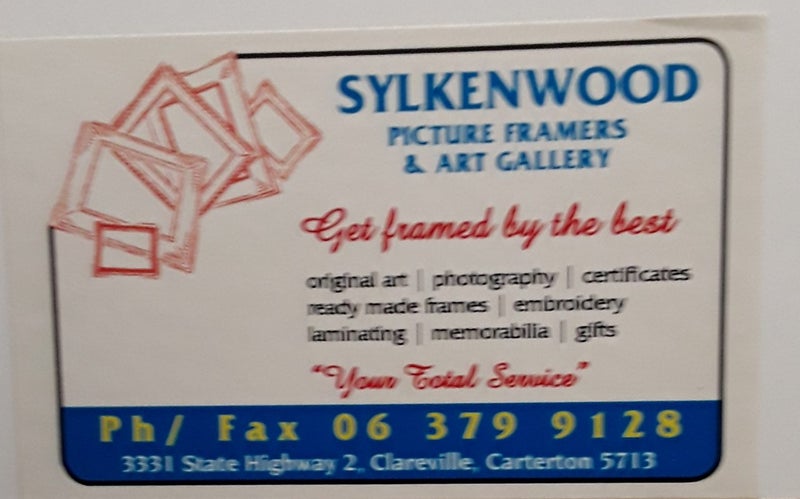 SYLKENWOOD
PICTURE FRAMERS
& ART GALLERY
Get framed by the best
original art | photography | certificates
ready made frames | embroidery
laminating | memorabilia | gifts
"Your Total Service"
Ph/ Fax 06 379 9128
3331 State Highway 2, Clareville, Carterton 5713